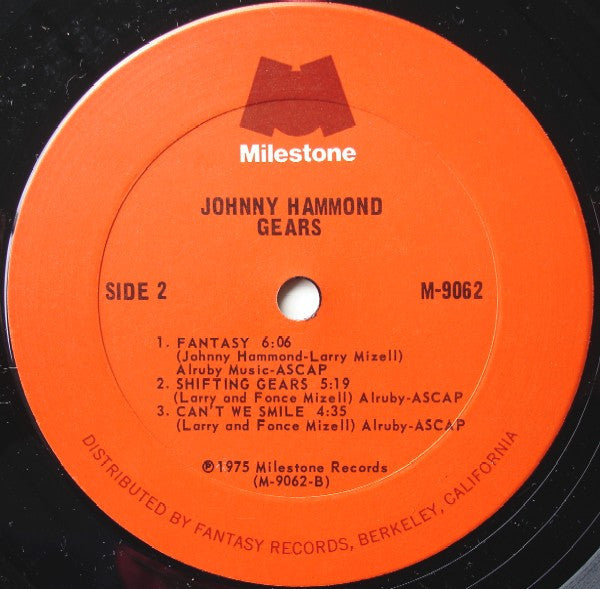 Milestone
JOHNNY HAMMOND
GEARS
SIDE 2
M-9062
1. FANTASY 6:06
(Johnny Hammond-Larry Mizell)
Alruby Music-ASCAP
2. SHIFTING GEARS 5:19
(Larry and Fonce Mizell) Alruby-ASCAP
3. CAN'T WE SMILE 4:35
(Larry and Fonce Mizell) Alruby-ASCAP
℗1975 Milestone Records
(M-9062-B)
DISTRIBUTED BY FANTASY RECORDS, BERKELEY, CALIFORNIA